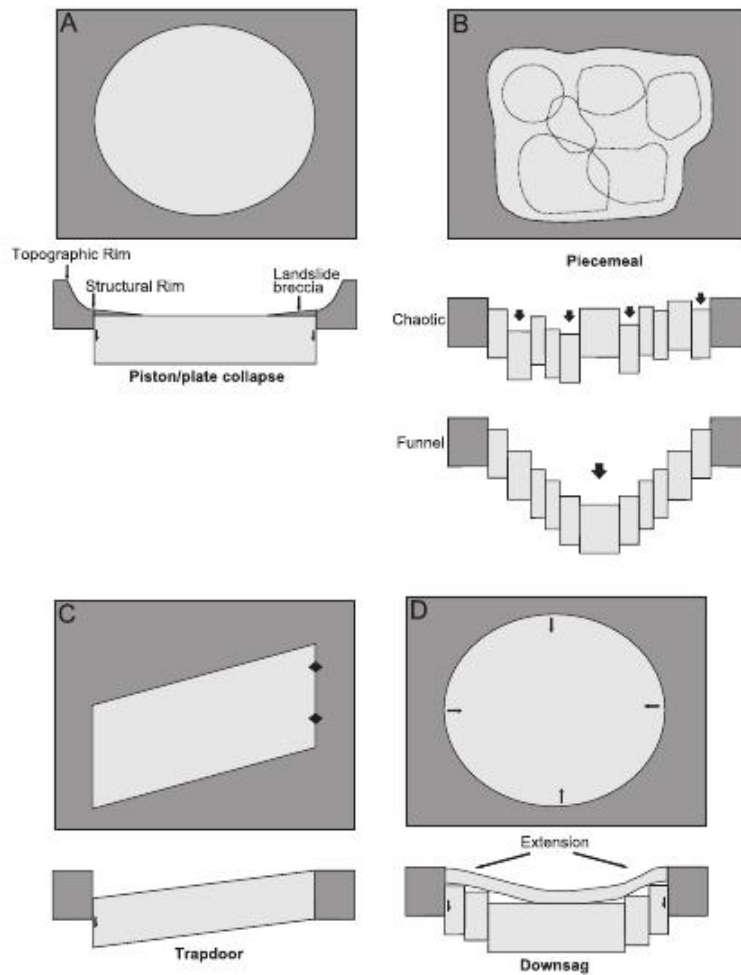 A
Topographic Rim
Structural Rim
Landslide
breccia
Piston/plate collapse
B
Piecemeal
Chaotic
Funnel
C
Trapdoor
D
Extension
Downsag